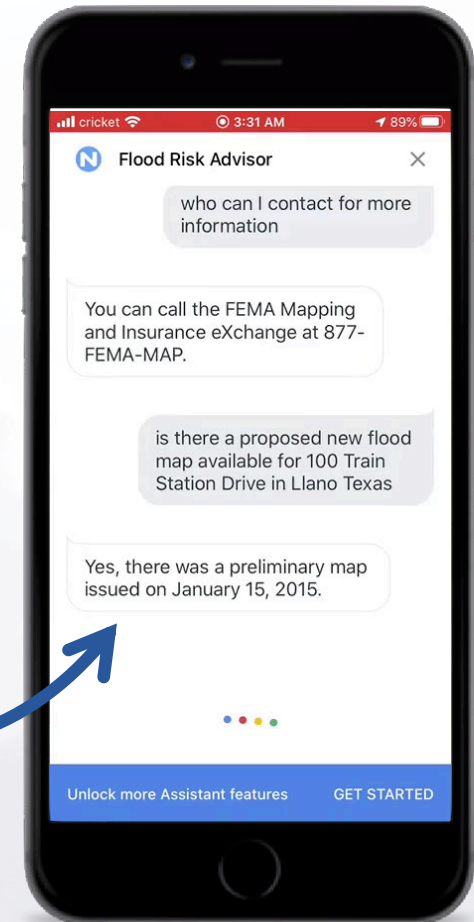 cricket 3:31 AM 89%
N Flood Risk Advisor
who can I contact for more
information
You can call the FEMA Mapping
and Insurance eXchange at 877-
FEMA-MAP.
is there a proposed new flood
map available for 100 Train
Station Drive in Llano Texas
Yes, there was a preliminary map
issued on January 15, 2015.
Unlock more Assistant features GET STARTED